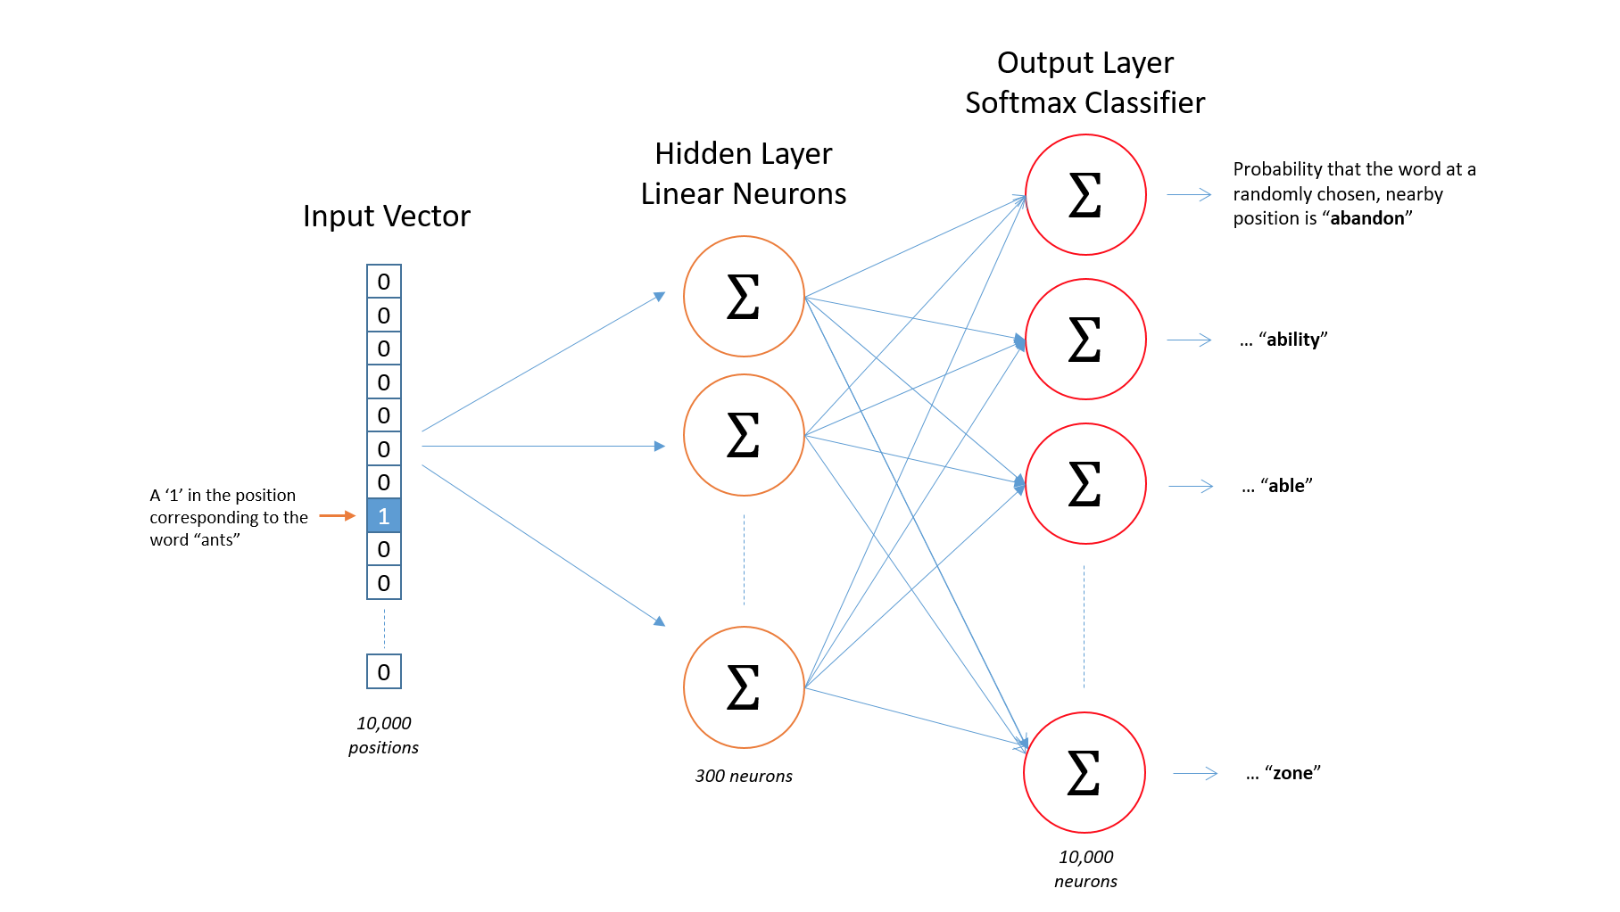 Output Layer
Softmax Classifier
Hidden Layer
Linear Neurons
Input Vector
0
0
0
0
0
0
0
1
0
0
0
A ‘1’ in the position
corresponding to the
word “ants”
10,000
positions
Σ
Σ
Σ
300 neurons
Σ
Σ
Σ
Σ
10,000
neurons
Probability that the word at a
randomly chosen, nearby
position is “abandon”
... “ability”
... “able”
... “zone”